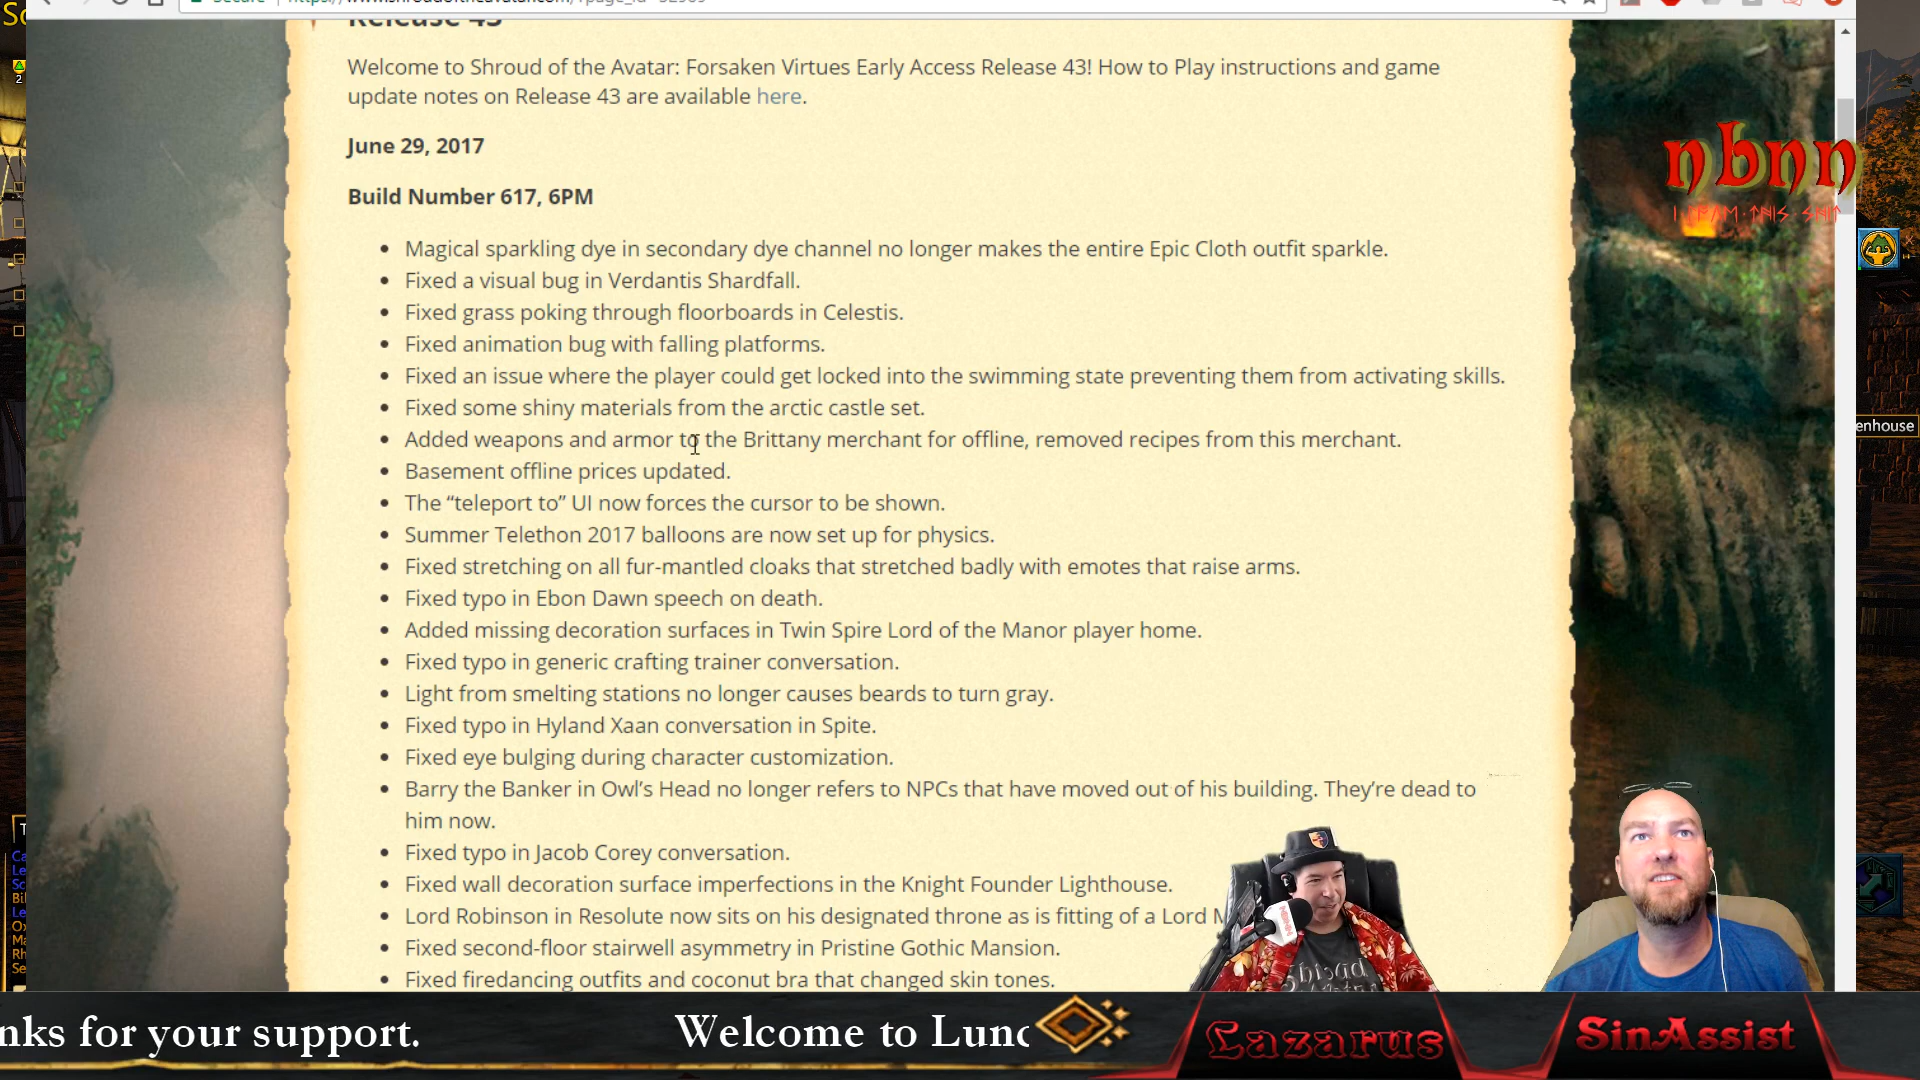 Release 43
Welcome to Shroud of the Avatar: Forsaken Virtues Early Access Release 43! How to Play instructions and game
update notes on Release 43 are available here.
June 29, 2017
Build Number 617, 6PM
Magical sparkling dye in secondary dye channel no longer makes the entire Epic Cloth outfit sparkle.
Fixed a visual bug in Verdantis Shardfall.
Fixed grass poking through floorboards in Celestis.
Fixed animation bug with falling platforms.
Fixed an issue where the player could get locked into the swimming state preventing them from activating skills.
Fixed some shiny materials from the arctic castle set.
Added weapons and armor to the Brittany merchant for offline, removed recipes from this merchant.
Basement offline prices updated.
The “teleport to” UI now forces the cursor to be shown.
Summer Telethon 2017 balloons are now set up for physics.
Fixed stretching on all fur-mantled cloaks that stretched badly with emotes that raise arms.
Fixed typo in Ebon Dawn speech on death.
Added missing decoration surfaces in Twin Spire Lord of the Manor player home.
Fixed typo in generic crafting trainer conversation.
Light from smelting stations no longer causes beards to turn gray.
Fixed typo in Hyland Xaan conversation in Spite.
Fixed eye bulging during character customization.
Barry the Banker in Owl’s Head no longer refers to NPCs that have moved out of his building. They’re dead to
him now.
Fixed typo in Jacob Corey conversation.
Fixed wall decoration surface imperfections in the Knight Founder Lighthouse.
Lord Robinson in Resolute now sits on his designated throne as is fitting of a Lord M
Fixed second-floor stairwell asymmetry in Pristine Gothic Mansion.
Fixed firedancing outfits and coconut bra that changed skin tones.
nbnn
enhouse
nks for your support.
Welcome to Lunc
Lazarus
SinAssist